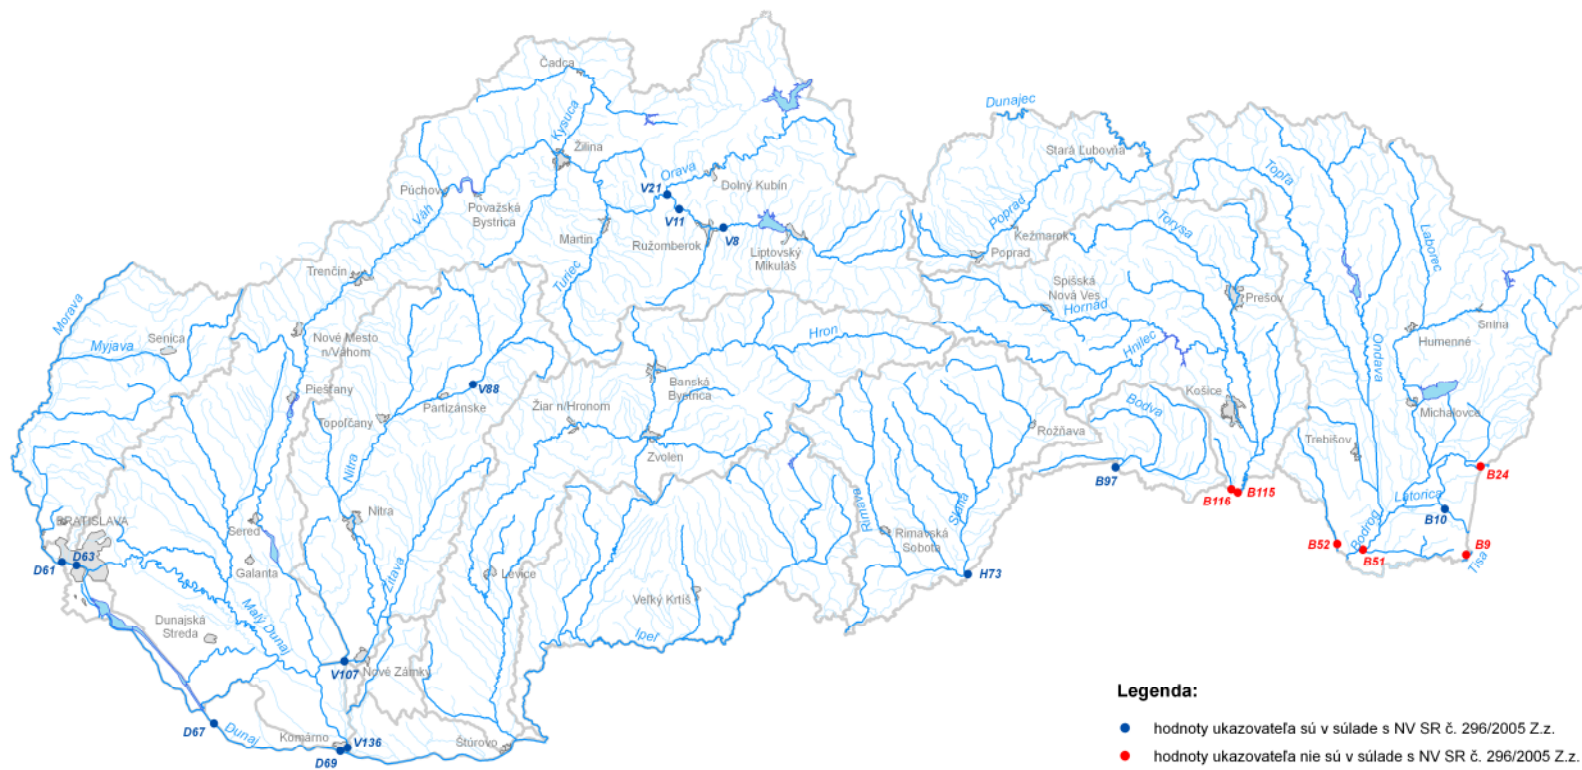 Čadca
Kysuca
Žilina
Dunajec
Stará Ľubovňa
Topľa
Púchov
Váh
Považská
Bystrica
V21
Orava
Dolný Kubín
V11
Martin
Ružomberok
V8
Liptovský
Mikuláš
Poprad
Kežmarok
Poprad
Torysa
Laborec
Trenčín
Turiec
Spišská
Nová Ves
Hornád
Prešov
Morava
Myjava
Senica
Nové Mesto
n/Váhom
Hron
Hnilec
Ondava
Snina
Humenné
Piešťany
V88
Partizánske
Topoľčany
Banská
Bystrica
Žiar n/Hronom
Zvolen
Košice
Bodva
Rožňava
Michalovce
Trebišov
Nitra
B97
B116
B115
B24
Latorica
B10
Rimava
Slaná
Rimavská
Sobota
BRATISLAVA
D61
D63
Sereď
Nitra
Galanta
Žitava
Levice
H73
B52
Bodrog
B51
B9
Tisa
Malý Dunaj
Dunajská
Streda
Veľký Krtíš
Ipeľ
V107
Nové Zámky
D67
Dunaj
Komárno
V136
D69
Štúrovo
Legenda:
hodnoty ukazovateľa sú v súlade s NV SR č. 296/2005 Z.z.
hodnoty ukazovateľa nie sú v súlade s NV SR č. 296/2005 Z.z.